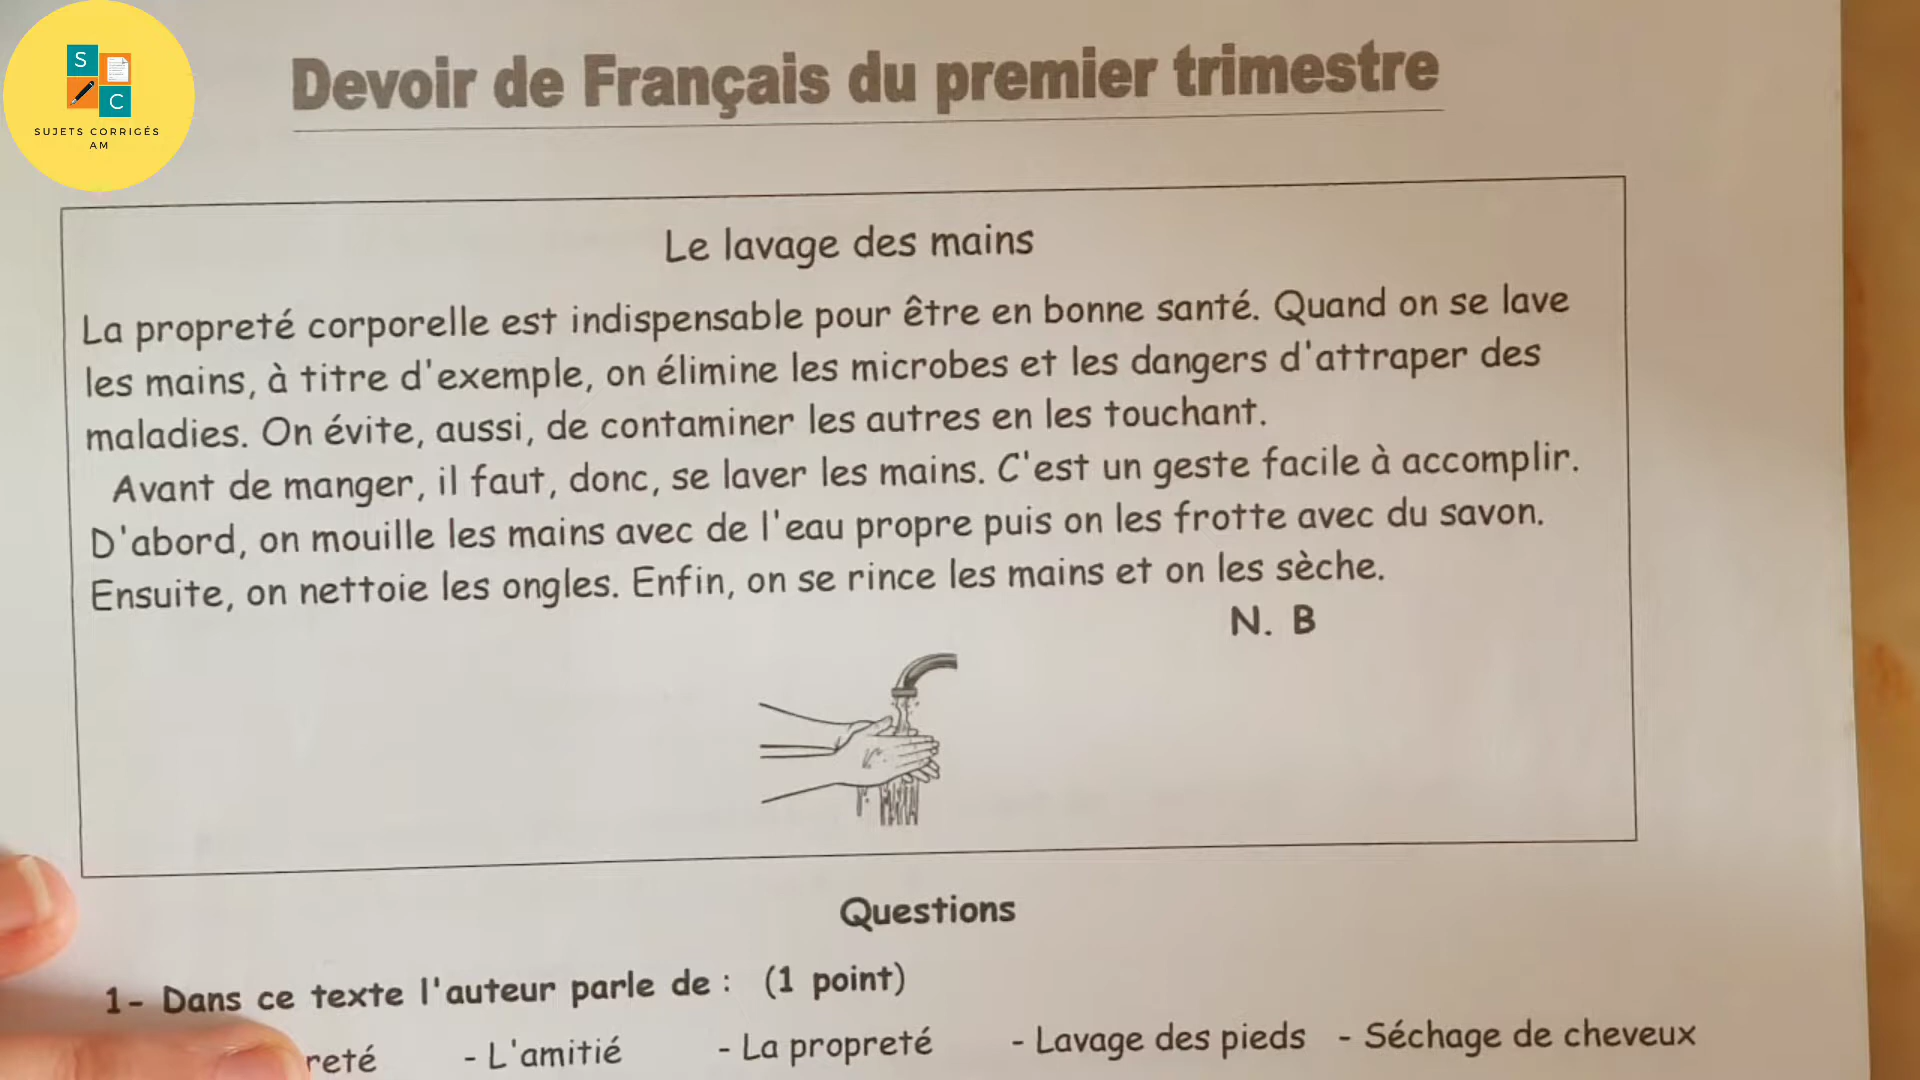 S
C
SUJETS CORRIGÉS
AM
Devoir de Français du premier trimestre
Le lavage des mains
La propreté corporelle est indispensable pour être en bonne santé. Quand on se lave
les mains, à titre d'exemple, on élimine les microbes et les dangers d'attraper des
maladies. On évite, aussi, de contaminer les autres en les touchant.
Avant de manger, il faut, donc, se laver les mains. C'est un geste facile à accomplir.
D'abord, on mouille les mains avec de l'eau propre puis on les frotte avec du savon.
Ensuite, on nettoie les ongles. Enfin, on se rince les mains et on les sèche.
N. B
Questions
1- Dans ce texte l'auteur parle de : (1 point)
- L'amitié - La propreté - Lavage des pieds - Séchage de cheveux